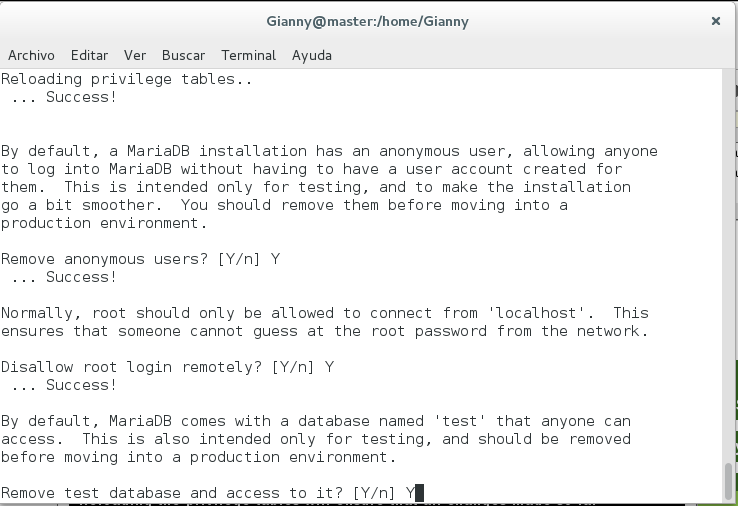 Gianny@master:/home/Gianny
Archivo Editar Ver Buscar Terminal Ayuda
Reloading privilege tables..
 ... Success!
By default, a MariaDB installation has an anonymous user, allowing anyone
to log into MariaDB without having to have a user account created for
them.  This is intended only for testing, and to make the installation
go a bit smoother.  You should remove them before moving into a
production environment.
Remove anonymous users? [Y/n] Y
 ... Success!
Normally, root should only be allowed to connect from 'localhost'.  This
ensures that someone cannot guess at the root password from the network.
Disallow root login remotely? [Y/n] Y
 ... Success!
By default, MariaDB comes with a database named 'test' that anyone can
access.  This is also intended only for testing, and should be removed
before moving into a production environment.
Remove test database and access to it? [Y/n] Y